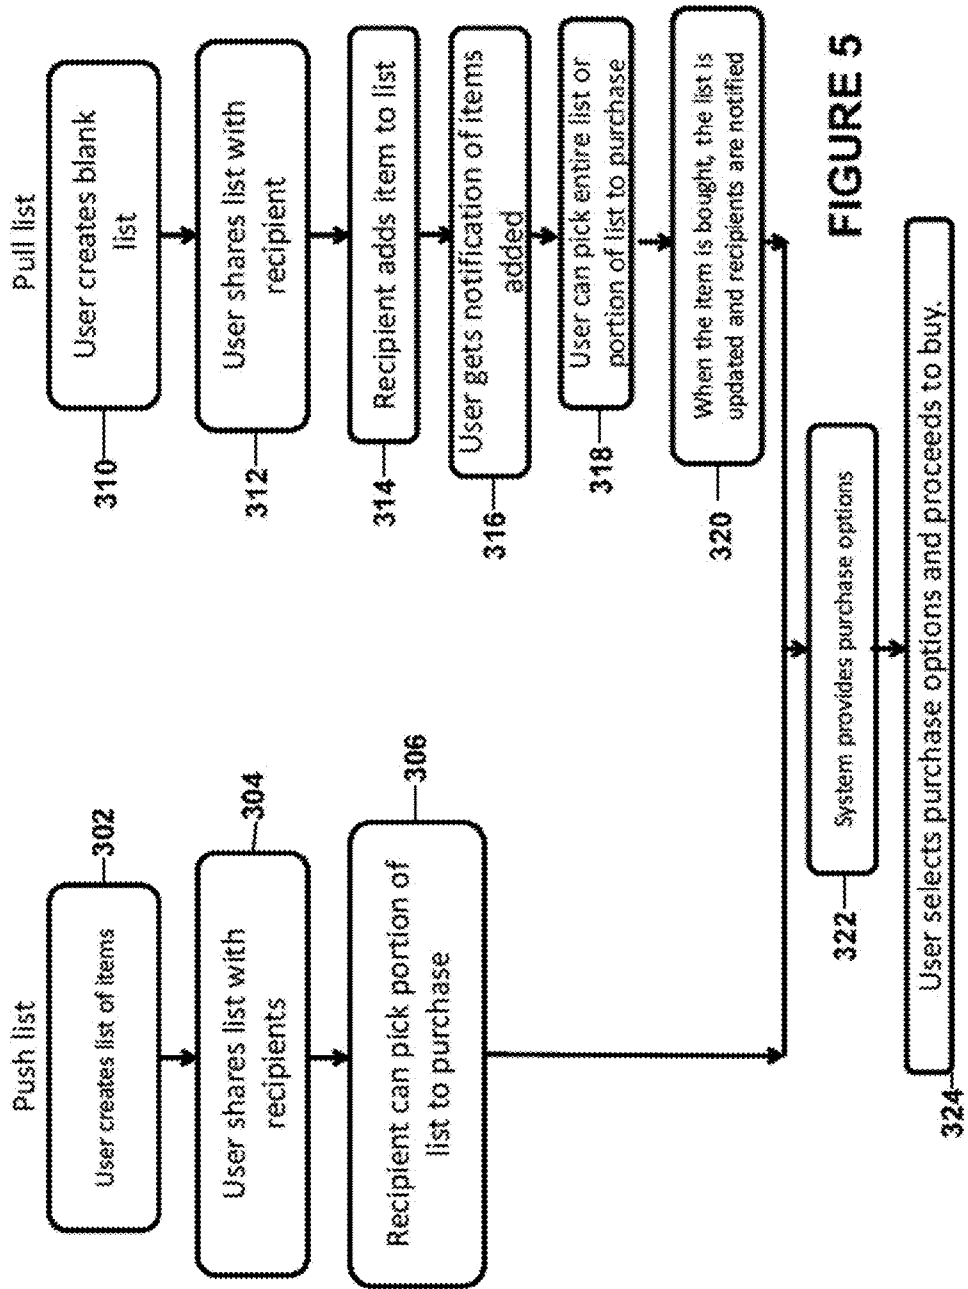 Push list
302
User creates list of items
304
User shares list with
recipients
306
Recipient can pick portion of
list to purchase
Pull list
User creates blank
list
310
User shares list with
recipient
312
Recipient adds item to list
314
User gets notification of items
added
316
User can pick entire list or
portion of list to purchase
318
When the item is bought, the list is
updated and recipients are notified
320
System provides purchase options
322
User selects purchase options and proceeds to buy.
324
FIGURE 5